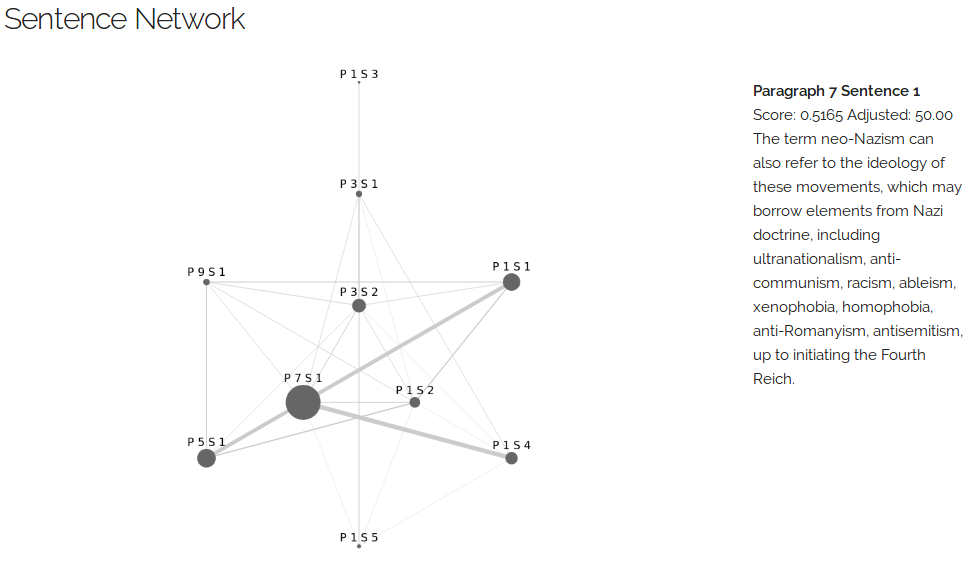 Sentence Network
P1S3
P3S1
P9S1
P1S1
P3S2
P7S1
P1S2
P5S1
P1S4
P1S5
Paragraph 7 Sentence 1
Score: 0.5165 Adjusted: 50.00
The term neo-Nazism can
also refer to the ideology of
these movements, which may
borrow elements from Nazi
doctrine, including
ultranationalism, anti-
communism, racism, ableism,
xenophobia, homophobia,
anti-Romanyism, antisemitism,
up to initiating the Fourth
Reich.